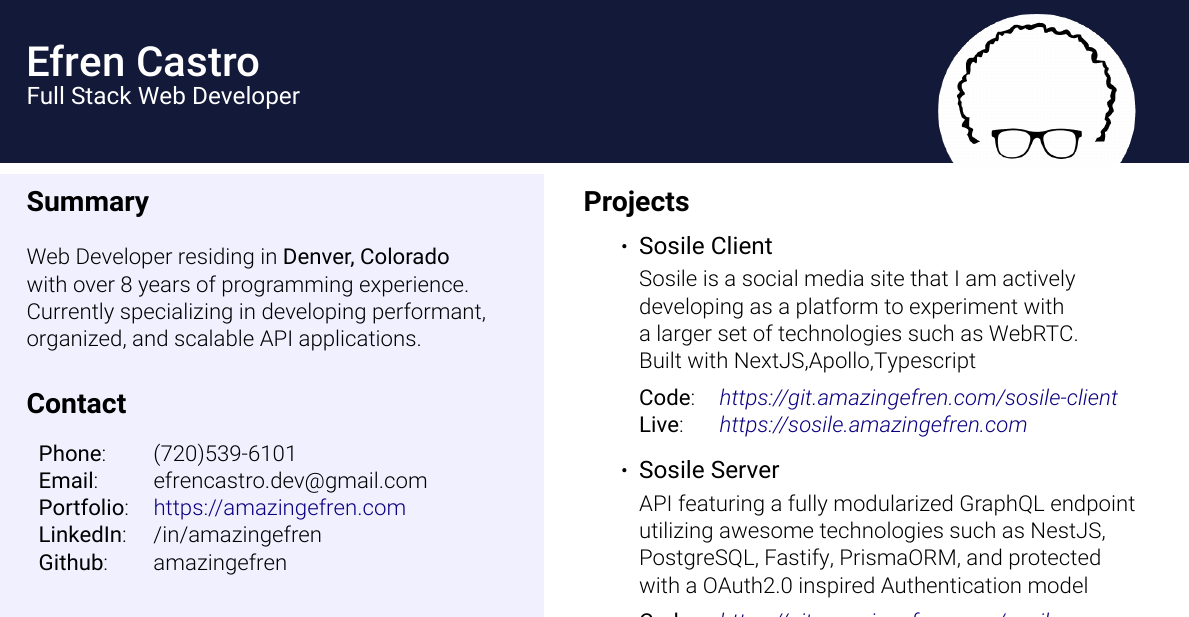 Efren Castro
Full Stack Web Developer
Summary
Web Developer residing in Denver, Colorado
with over 8 years of programming experience.
Currently specializing in developing performant,
organized, and scalable API applications.
Contact
Phone: (720)539-6101
Email: efrencastro.dev@gmail.com
Portfolio: https://amazingefren.com
LinkedIn: /in/amazingefren
Github: amazingefren
Projects
• Sosile Client
Sosile is a social media site that I am actively
developing as a platform to experiment with
a larger set of technologies such as WebRTC.
Built with NextJS,Apollo,Typescript
Code: https://git.amazingefren.com/sosile-client
Live: https://sosile.amazingefren.com
• Sosile Server
API featuring a fully modularized GraphQL endpoint
utilizing awesome technologies such as NestJS,
PostgreSQL, Fastify, PrismaORM, and protected
with a OAuth2.0 inspired Authentication model